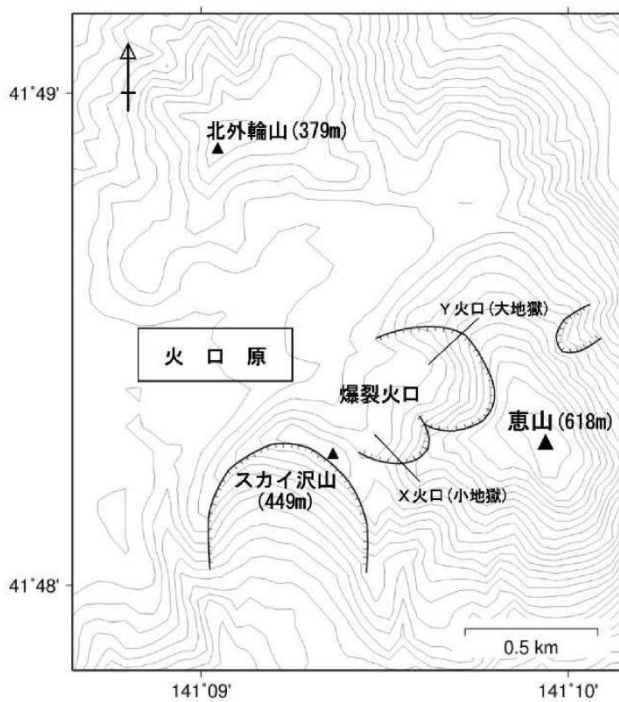 41°49'
北外輪山(379m)
Y火口(大地獄)
火 口 原
爆裂火口
恵山(618m)
スカイ沢山
(449m)
X火口(小地獄)
41°48'
0.5 km
141°09'
141°10'